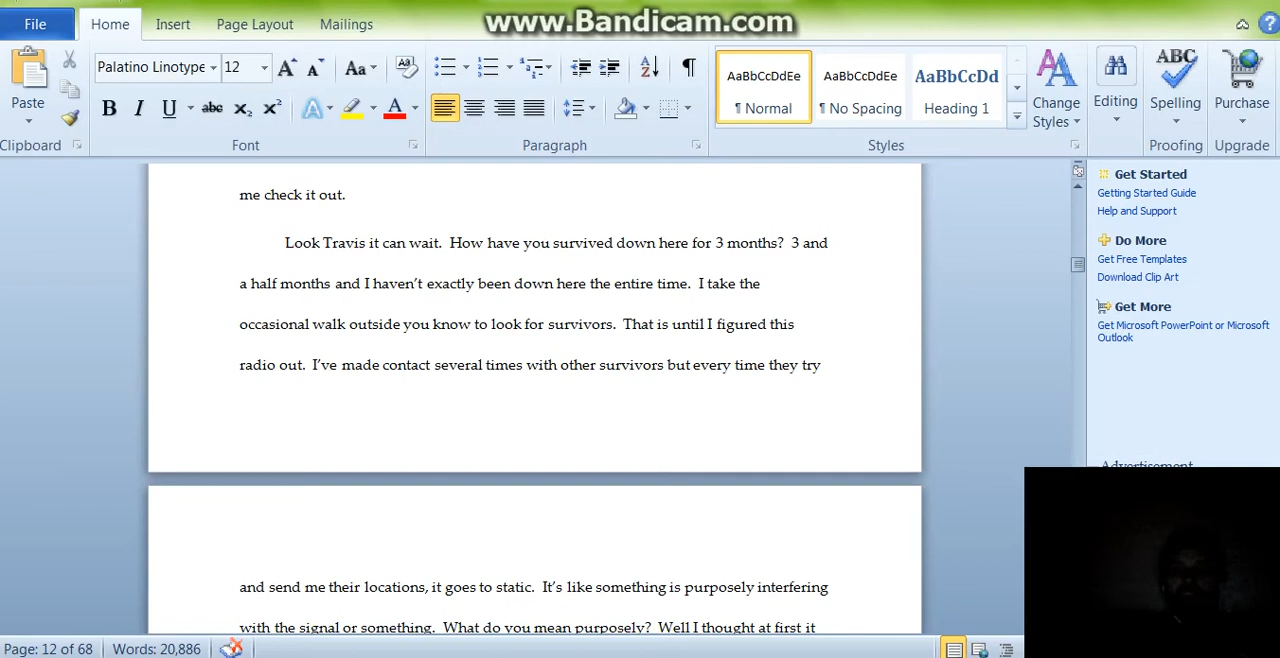 www.Bandicam.com
File Home Insert Page Layout Mailings
Paste
Palatino Linotype 12
AaBbCcDdEe AaBbCcDdEe AaBbCcDd
¶ Normal ¶ No Spacing Heading 1
Change Styles
Editing
Spelling
Purchase
Clipboard Font Paragraph Styles Proofing Upgrade
me check it out.
Look Travis it can wait. How have you survived down here for 3 months? 3 and
a half months and I haven’t exactly been down here the entire time. I take the
occasional walk outside you know to look for survivors. That is until I figured this
radio out. I’ve made contact several times with other survivors but every time they try
and send me their locations, it goes to static. It’s like something is purposely interfering
with the signal or something. What do you mean purposely? Well I thought at first it
Get Started
Getting Started Guide
Help and Support
Do More
Get Free Templates
Download Clip Art
Get More
Get Microsoft PowerPoint or Microsoft
Outlook
Advertisement
Page: 12 of 68 Words: 20,886